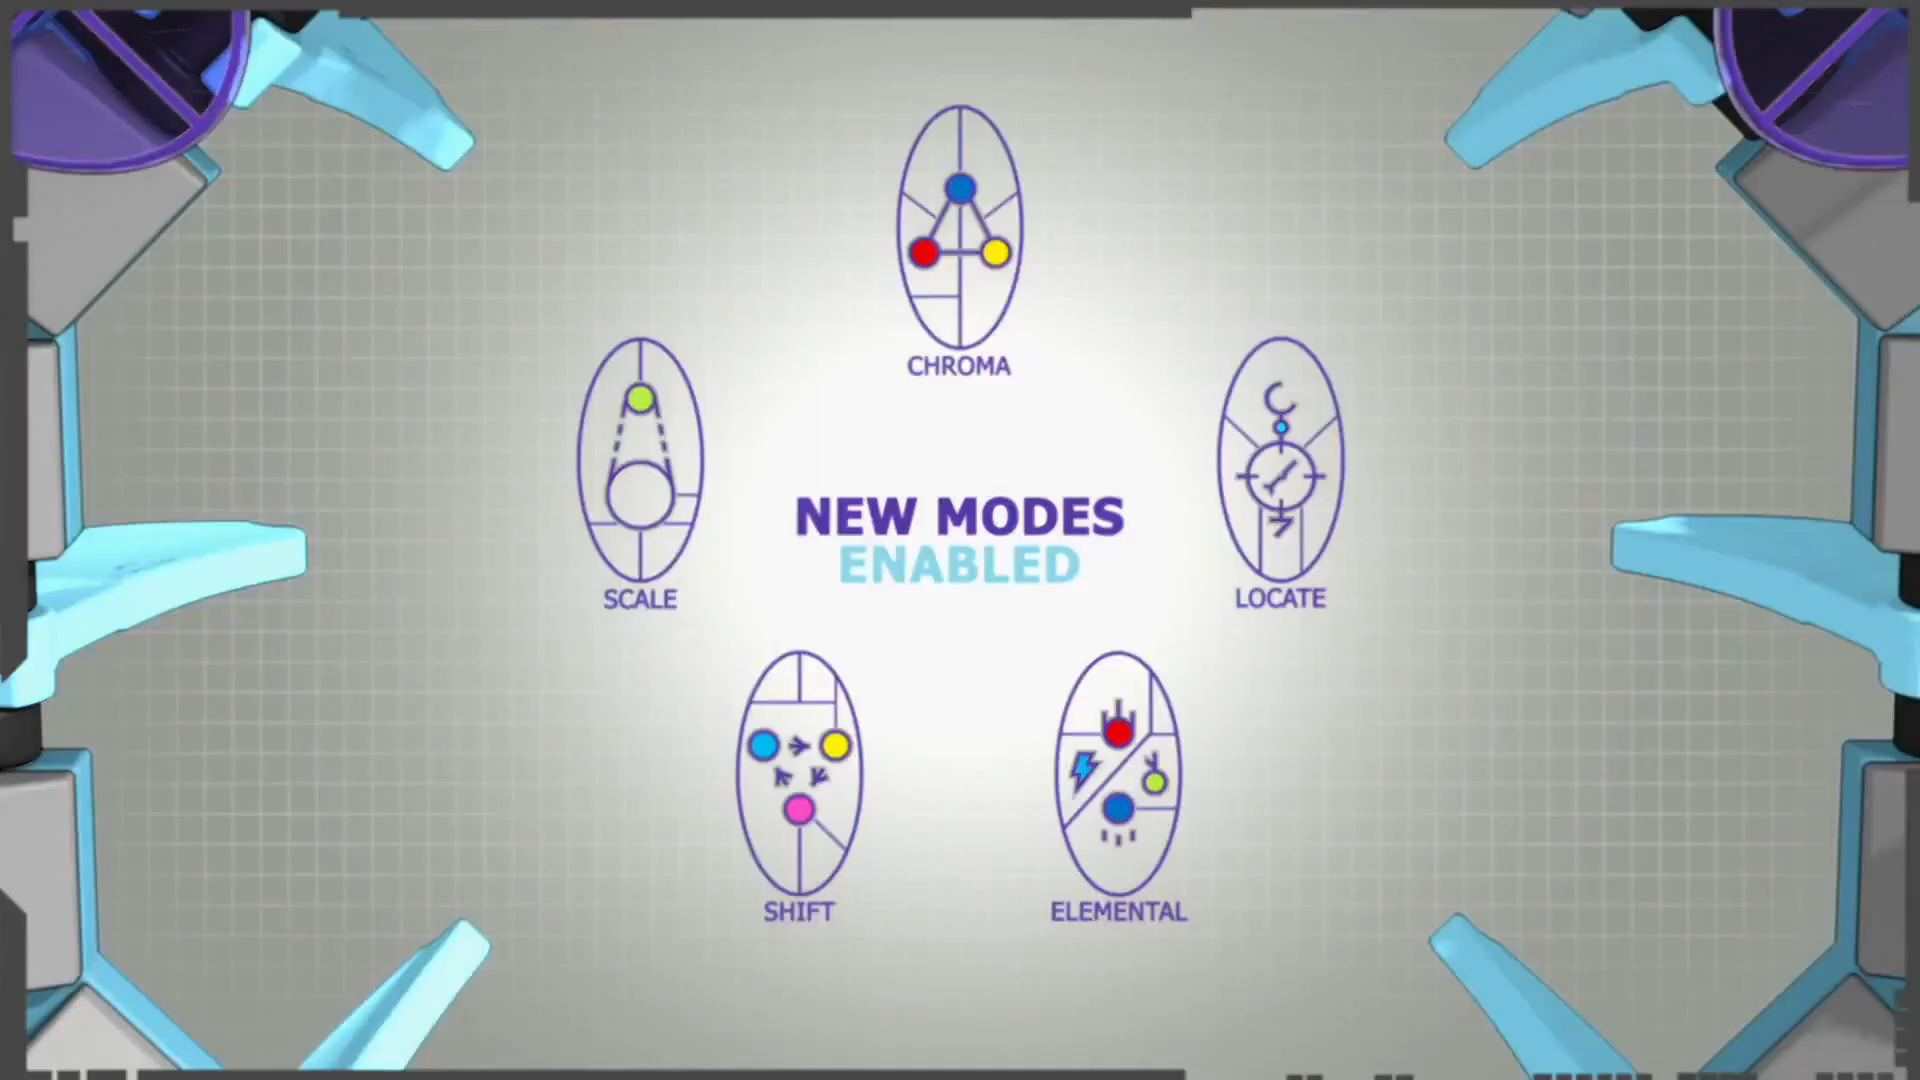 CHROMA
SCALE
LOCATE
NEW MODES
ENABLED
SHIFT
ELEMENTAL